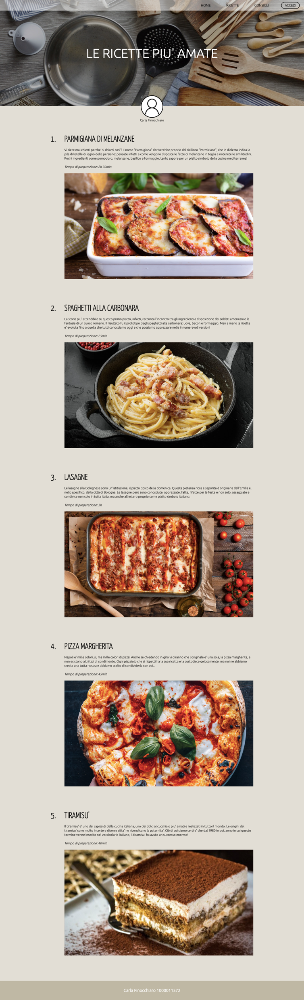 HOME RICETTE CONSIGLI ACCEDI
LE RICETTE PIU' AMATE
Carla Finocchiaro
1. PARMIGIANA DI MELANZANE
Vi siete mai chiesti perche' si chiami cosi'? Il nome "Parmigiana" deriverebbe proprio dal siciliano "Parmiciana", che in dialetto indica la
pila di listelle di legno delle persiane: pensate infatti a come vengono disposte le fette di melanzane in teglia e noterete le similitudini.
Pochi ingredienti come pomodoro, melanzane, basilico e formaggio, tanto sapore per un piatto simbolo della cucina mediterranea!
Tempo di preparazione: 2h 30min
2. SPAGHETTI ALLA CARBONARA
La storia piu' attendibile su questo primo piatto, infatti, racconta l'incontro tra gli ingredienti a disposizione dei soldati americani e la
fantasia di un cuoco romano. Il risultato fu il prototipo degli spaghetti alla carbonara: uova, bacon e formaggio. Man a mano la ricetta
e' evoluta fino a quella che tutti conosciamo oggi e che possiamo apprezzare nelle innumerevoli versioni
Tempo di preparazione: 25min
3. LASAGNE
Le lasagne alla Bolognese sono un'istituzione, il piatto tipico della domenica. Questa pietanza ricca e saporita è originaria dell'Emilia e,
nello specifico, della città di Bologna. Le lasagne però sono conosciute, apprezzate, fatte, rifatte per le feste e non solo, assaggiate e
condivise non solo in tutta Italia, ma anche all'estero proprio come piatto simbolo italiano.
Tempo di preparazione: 3h
4. PIZZA MARGHERITA
Napoli e' mille colori, si, ma mille colori di pizza! Anche se chiedendo in giro vi diranno che l'originale e' una sola, la pizza margherita, e
non esistono altri tipi di condimento. Ogni pizzaiolo che si rispetti ha la sua ricetta e la custodisce gelosamente, ma noi ne abbiamo
creata una tutta nostra e abbiamo scelto di condividerla con voi...
Tempo di preparazione: 45min
5. TIRAMISU'
Il tiramisu' e' uno dei capisaldi della cucina italiana, uno dei dolci al cucchiaio piu' amati e realizzati in tutto il mondo. Le origini del
tiramisu' sono molto incerte e diverse citta' ne rivendicano la paternita'. Ciò di cui siamo certi e' che dal 1980 in poi, anno in cui questo
termine venne inserito nel vocabolario italiano, il tiramisu' ha avuto un successo enorme!
Tempo di preparazione: 40min
Carla Finocchiaro 1000011572